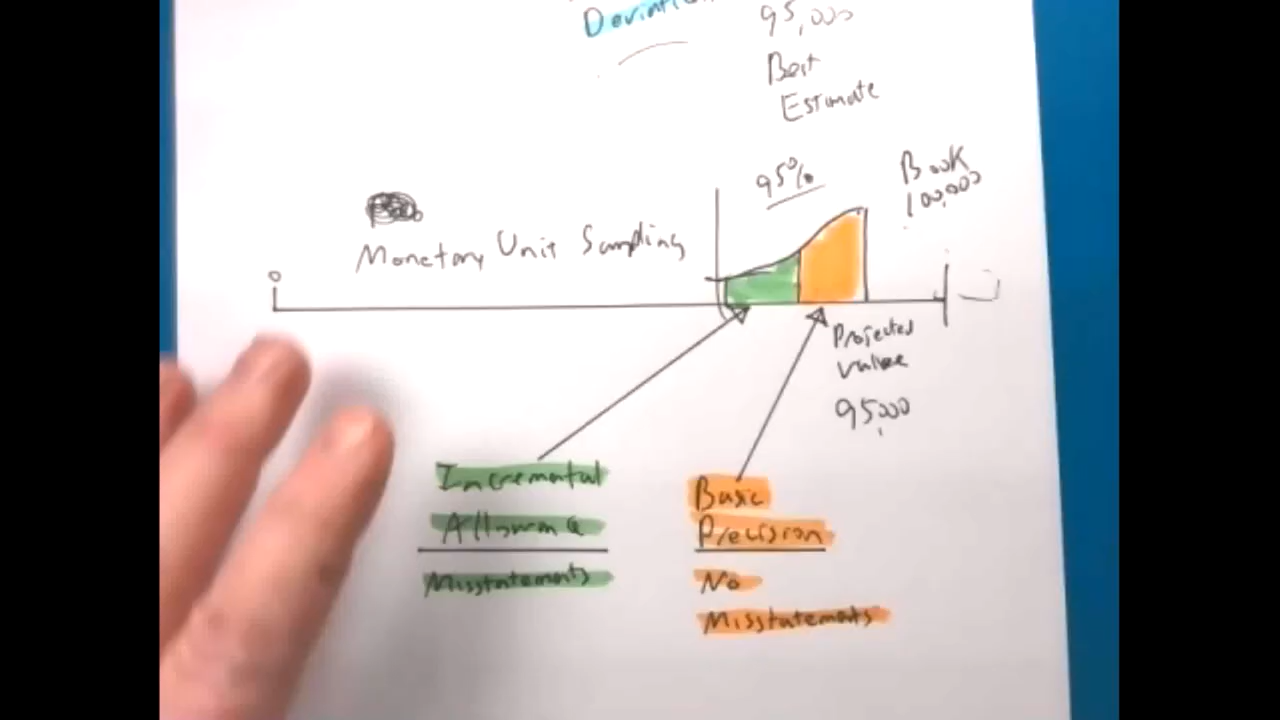 Deviation
95,000
Best
Estimate
95%
Book
100,000
0
Monetary Unit Sampling
Projected
Value
95,000
Incremental
Allowance
Misstatements
Basic
Precision
No
Misstatements